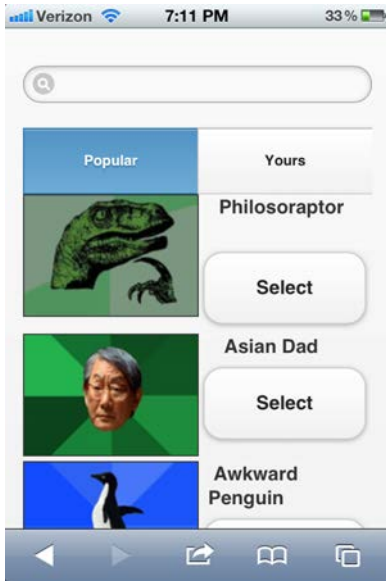 Verizon 7:11 PM 33%
Popular Yours
Philosoraptor
Select
Asian Dad
Select
Awkward
Penguin